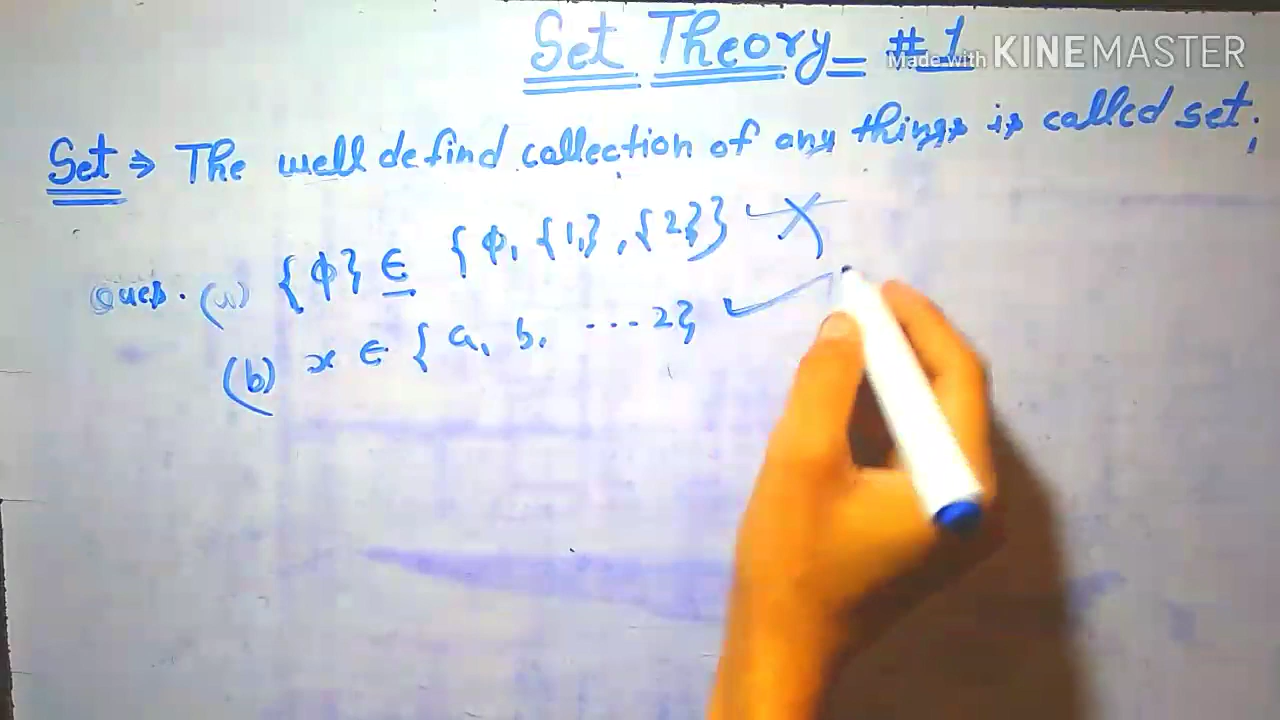 Set Theory = #1
Made with KINEMASTER
Set ⇒ The well defind collection of any things is called set.
Ques. (a) {ϕ} ∈ {ϕ, {1,}, {2}}
(b) x ∈ {a, b, ...2}